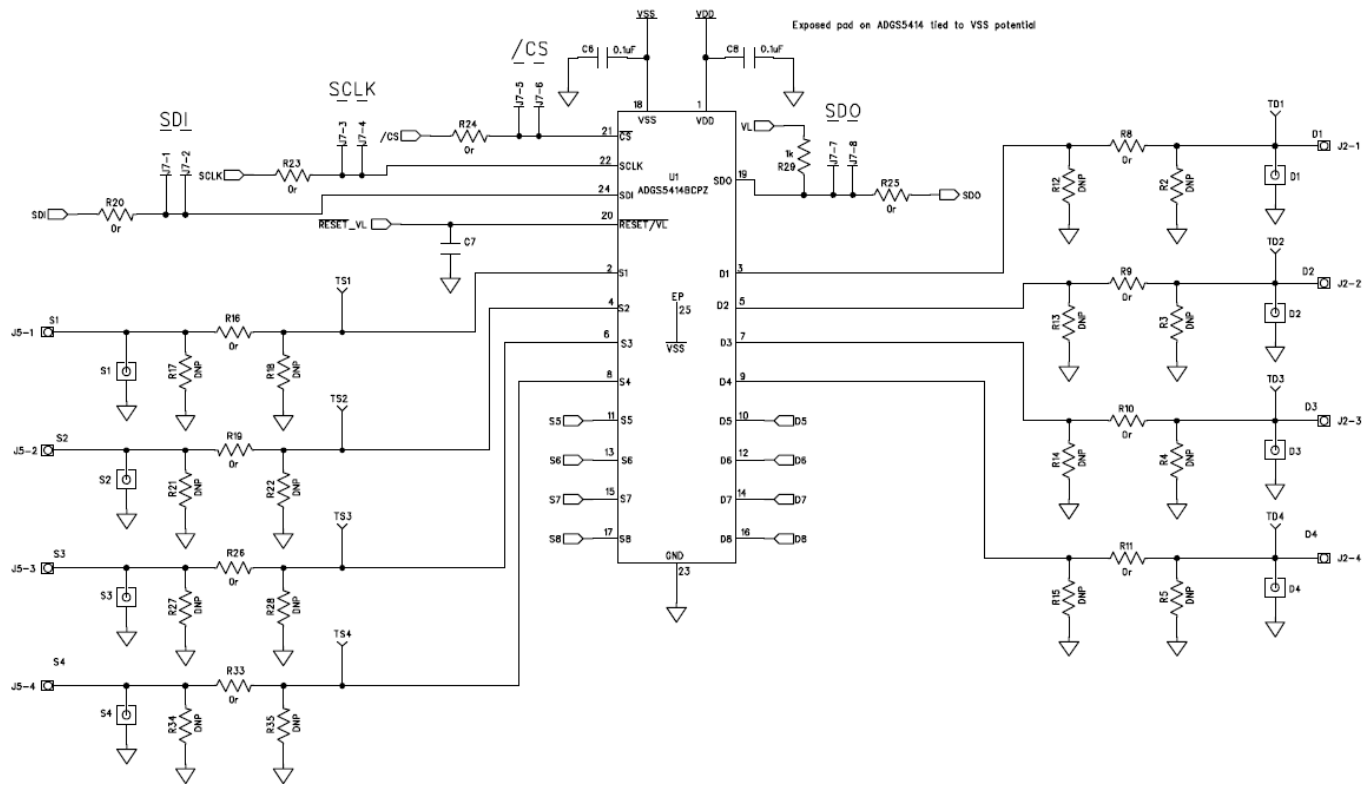 VSS
VDD
Exposed pad on ADGS5414 tied to VSS potential
C6
0.1uF
C8
0.1uF
/CS
SCLK
SDI
SDO
J7-5
J7-6
J7-3
J7-4
J7-1
J7-2
J7-7
J7-8
18
VSS
1
VDD
/CS
R24
0r
21
CS
SCLK
R23
0r
22
SCLK
SDI
R20
0r
24
SDI
RESET_VL
20
RESET/VL
C7
U1
ADGS5414BCPZ
VL
1k
R29
SDO
19
R25
0r
SDO
2
S1
4
S2
6
S3
8
S4
S5
11
S5
S6
13
S6
S7
15
S7
S8
17
S8
EP
25
VSS
D1
3
D2
5
D3
7
D4
9
D5
10
D5
D6
12
D6
D7
14
D7
D8
16
D8
GND
23
J5-1
S1
R16
0r
TS1
S1
R17
DNP
R18
DNP
J5-2
S2
R19
0r
TS2
S2
R21
DNP
R22
DNP
J5-3
S3
R26
0r
TS3
S3
R27
DNP
R28
DNP
J5-4
S4
R33
0r
TS4
S4
R34
DNP
R35
DNP
R8
0r
TD1
D1
J2-1
R12
DNP
R2
DNP
D1
R9
0r
TD2
D2
J2-2
R13
DNP
R3
DNP
D2
R10
0r
TD3
D3
J2-3
R14
DNP
R4
DNP
D3
R11
0r
TD4
D4
J2-4
R15
DNP
R5
DNP
D4